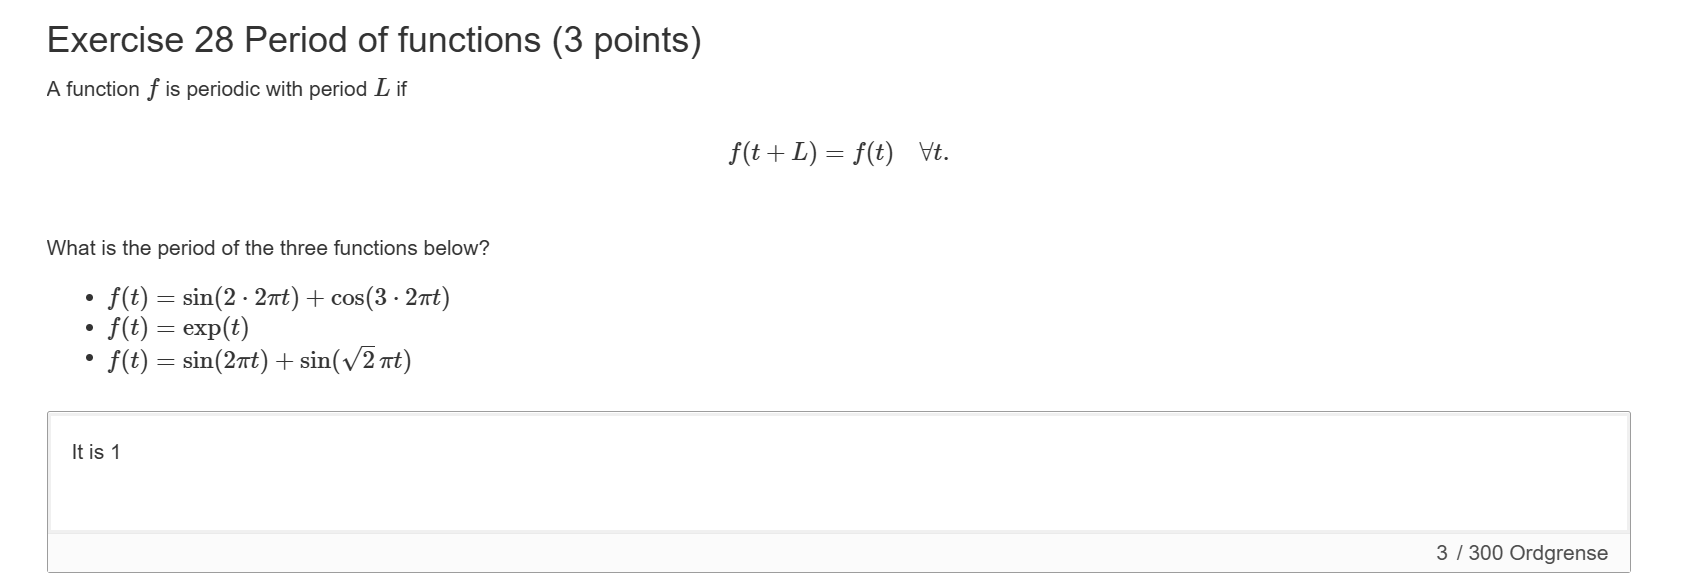 Exercise 28 Period of functions (3 points)
A function f is periodic with period L if
f(t + L) = f(t) ∀t.
What is the period of the three functions below?
• f(t) = sin(2 · 2πt) + cos(3 · 2πt)
• f(t) = exp(t)
• f(t) = sin(2πt) + sin(√2 πt)
It is 1
3 / 300 Ordgrense